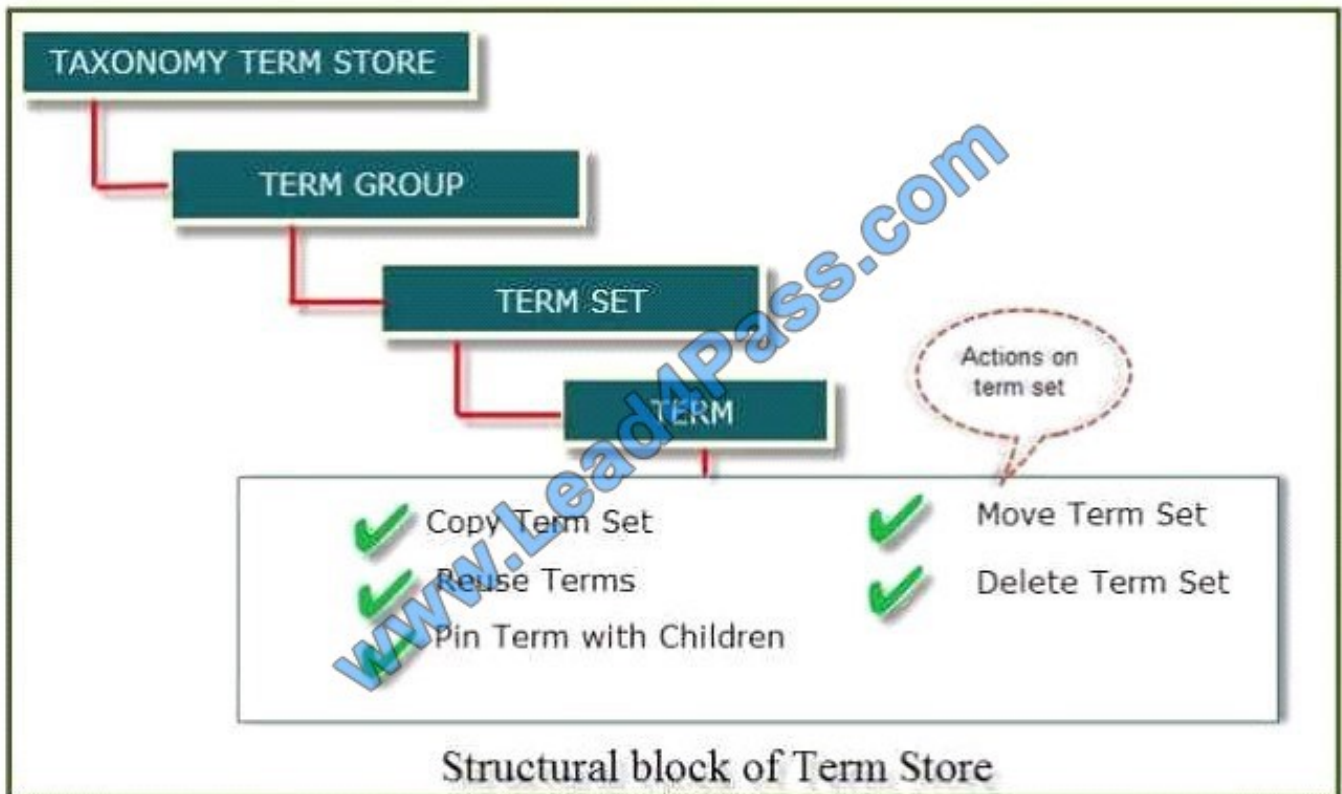 TAXONOMY TERM STORE
TERM GROUP
TERM SET
TERM
Actions on
term set
Copy Term Set
Reuse Terms
Pin Term with Children
Move Term Set
Delete Term Set
www.Lead4Pass.com
Structural block of Term Store